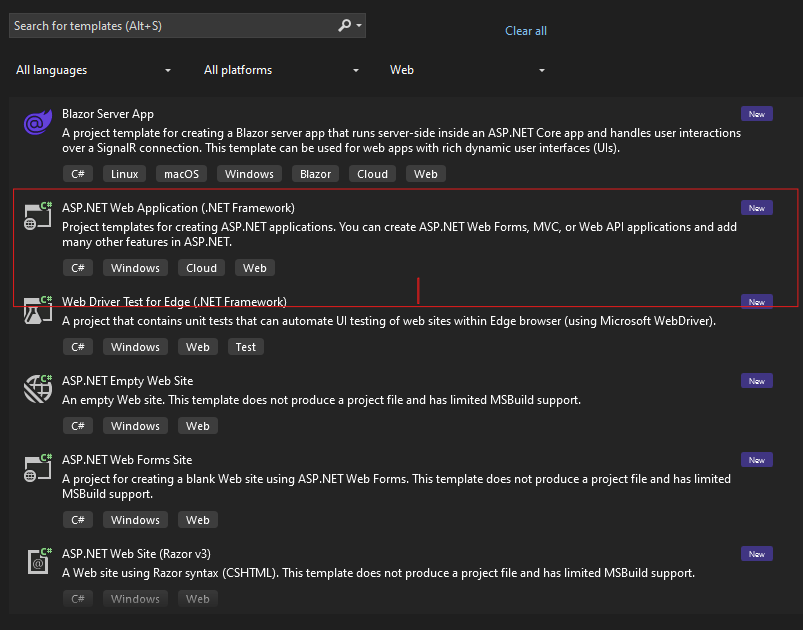 Search for templates (Alt+S)
Clear all
All languages
All platforms
Web
Blazor Server App
New
A project template for creating a Blazor server app that runs server-side inside an ASP.NET Core app and handles user interactions
over a SignalR connection. This template can be used for web apps with rich dynamic user interfaces (UIs).
C# Linux macOS Windows Blazor Cloud Web
C#
ASP.NET Web Application (.NET Framework)
New
Project templates for creating ASP.NET applications. You can create ASP.NET Web Forms, MVC, or Web API applications and add
many other features in ASP.NET.
C# Windows Cloud Web
C#
Web Driver Test for Edge (.NET Framework)
New
A project that contains unit tests that can automate UI testing of web sites within Edge browser (using Microsoft WebDriver).
C# Windows Web Test
C#
ASP.NET Empty Web Site
New
An empty Web site. This template does not produce a project file and has limited MSBuild support.
C# Windows Web
C#
ASP.NET Web Forms Site
New
A project for creating a blank Web site using ASP.NET Web Forms. This template does not produce a project file and has limited
MSBuild support.
C# Windows Web
C#
ASP.NET Web Site (Razor v3)
New
A Web site using Razor syntax (CSHTML). This template does not produce a project file and has limited MSBuild support.
C# Windows Web